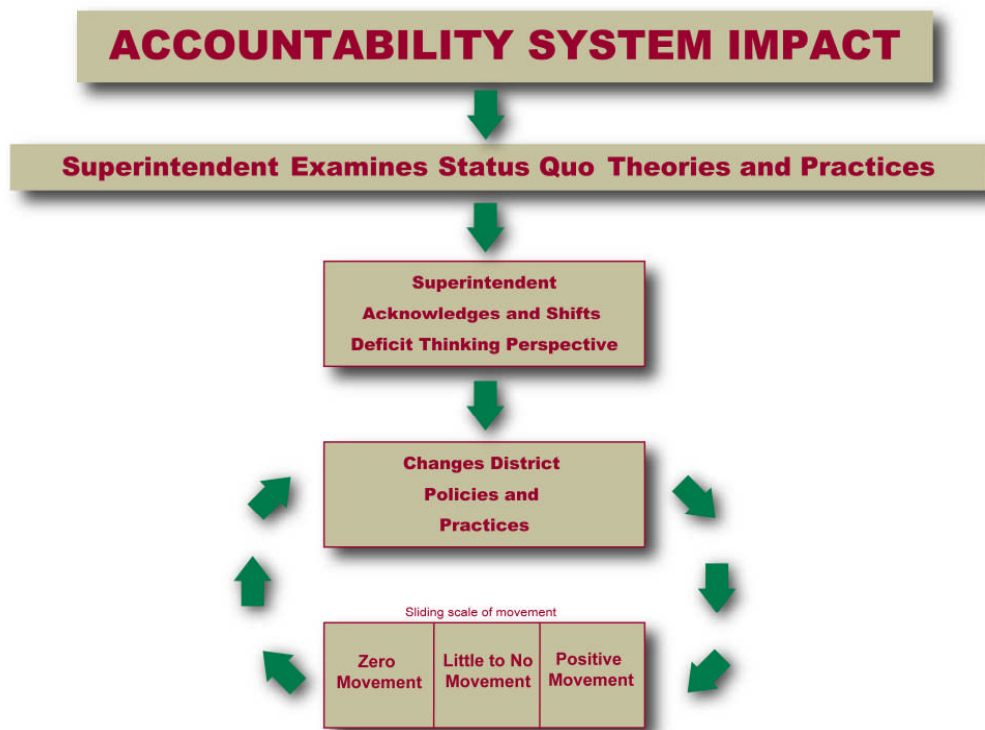 ACCOUNTABILITY SYSTEM IMPACT
Superintendent Examines Status Quo Theories and Practices
Superintendent
Acknowledges and Shifts
Deficit Thinking Perspective
Changes District
Policies and
Practices
Sliding scale of movement
Zero
Movement
Little to No
Movement
Positive
Movement